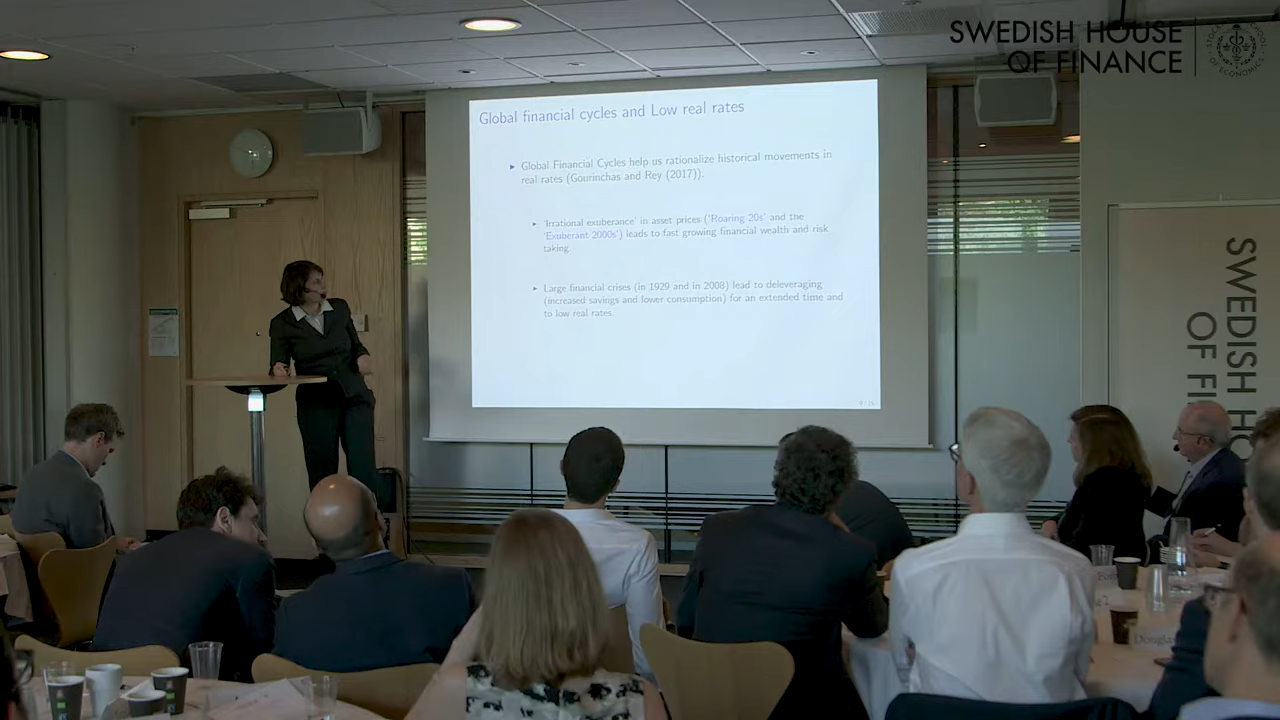 SWEDISH HOUSE
OF FINANCE
Global financial cycles and Low real rates
Global Financial Cycles help us rationalize historical movements in
real rates (Gourinchas and Rey (2017)).
'Irrational exuberance' in asset prices ('Roaring 20s' and the
'Exuberant 2000s') leads to fast growing financial wealth and risk
taking.
Large financial crises (in 1929 and in 2008) lead to deleveraging
(increased savings and lower consumption) for an extended time and
to low real rates.
SWEDISH HO
OF FI
Douglas